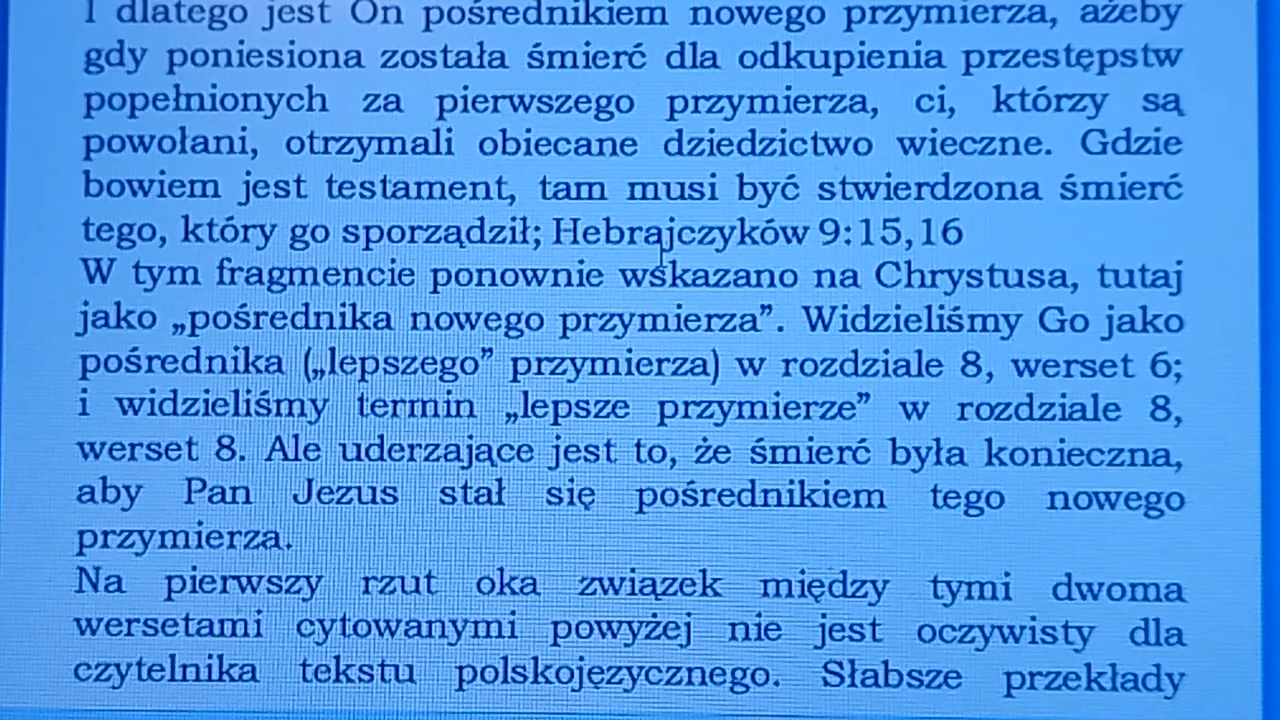 I dlatego jest On pośrednikiem nowego przymierza, ażeby
gdy poniesiona została śmierć dla odkupienia przestępstw
popełnionych za pierwszego przymierza, ci, którzy są
powołani, otrzymali obiecane dziedzictwo wieczne. Gdzie
bowiem jest testament, tam musi być stwierdzona śmierć
tego, który go sporządził; Hebrajczyków 9:15,16
W tym fragmencie ponownie wskazano na Chrystusa, tutaj
jako „pośrednika nowego przymierza”. Widzieliśmy Go jako
pośrednika („lepszego” przymierza) w rozdziale 8, werset 6;
i widzieliśmy termin „lepsze przymierze” w rozdziale 8,
werset 8. Ale uderzające jest to, że śmierć była konieczna,
aby Pan Jezus stał się pośrednikiem tego nowego
przymierza.
Na pierwszy rzut oka związek między tymi dwoma
wersetami cytowanymi powyżej nie jest oczywisty dla
czytelnika tekstu polskojęzycznego. Słabsze przekłady